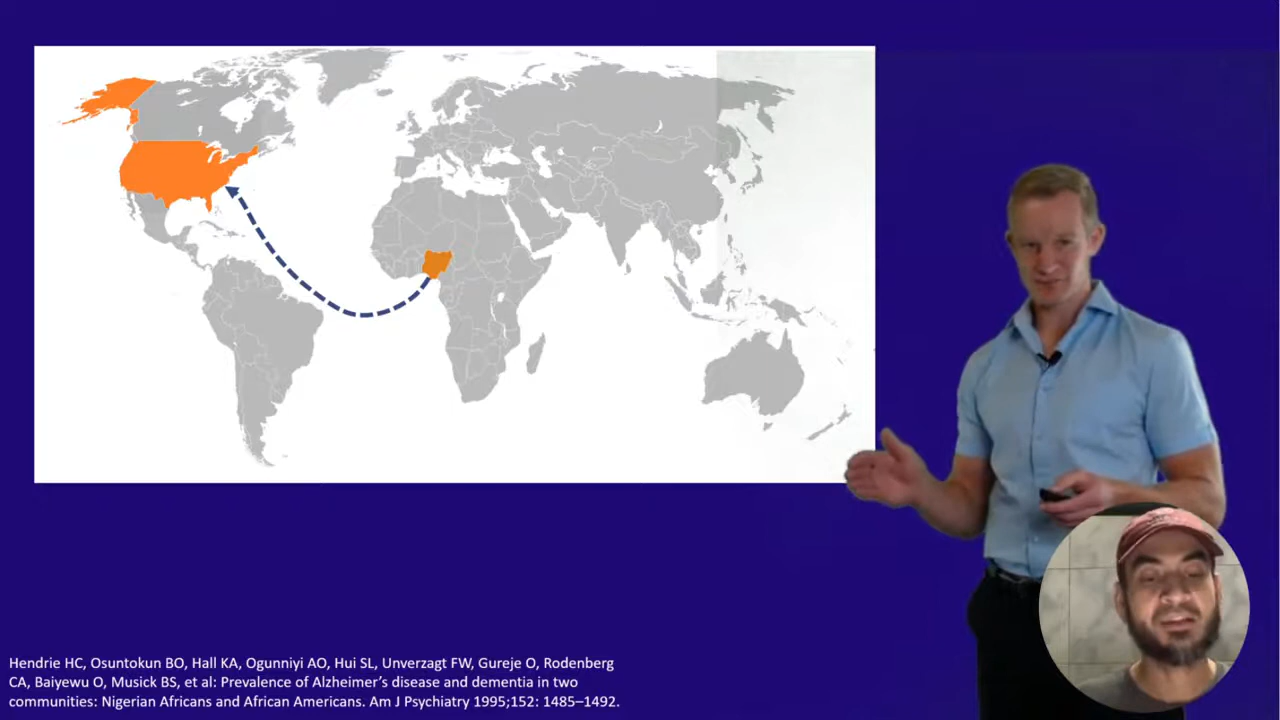 Hendrie HC, Osuntokun BO, Hall KA, Ogunniyi AO, Hui SL, Unverzagt FW, Gureje O, Rodenberg
CA, Baiyewu O, Musick BS, et al: Prevalence of Alzheimer's disease and dementia in two
communities: Nigerian Africans and African Americans. Am J Psychiatry 1995;152: 1485–1492.